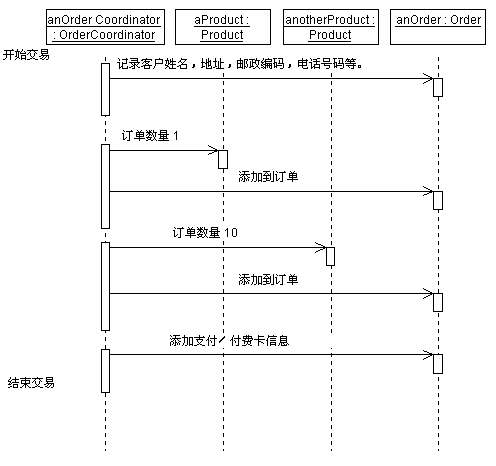 anOrder Coordinator
: OrderCoordinator
aProduct :
Product
anotherProduct :
Product
anOrder : Order
开始交易
记录客户姓名，地址，邮政编码，电话号码等。
订单数量 1
添加到订单
订单数量 10
添加到订单
添加支付/ 付费卡信息
结束交易